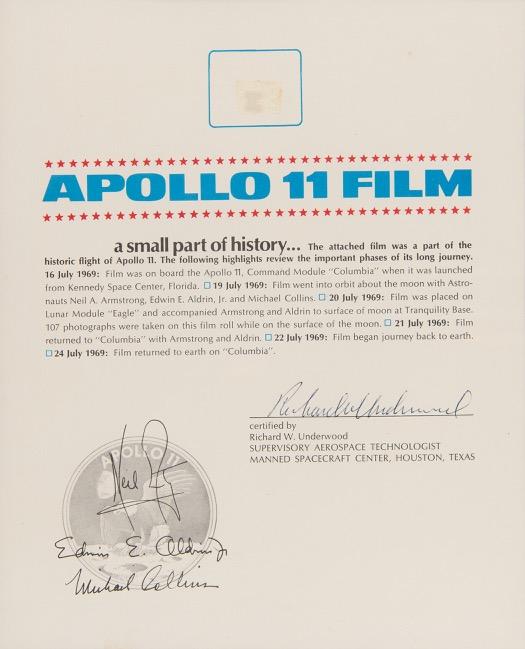 APOLLO 11 FILM
a small part of history... The attached film was a part of the
historic flight of Apollo 11. The following highlights review the important phases of its long journey.
16 July 1969: Film was on board the Apollo 11, Command Module "Columbia" when it was launched
from Kennedy Space Center, Florida. □ 19 July 1969: Film went into orbit about the moon with Astro-
nauts Neil A. Armstrong, Edwin E. Aldrin, Jr. and Michael Collins. □ 20 July 1969: Film was placed on
Lunar Module "Eagle" and accompanied Armstrong and Aldrin to surface of moon at Tranquility Base.
107 photographs were taken on this film roll while on the surface of the moon. □ 21 July 1969: Film
returned to "Columbia" with Armstrong and Aldrin. □ 22 July 1969: Film began journey back to earth.
□ 24 July 1969: Film returned to earth on "Columbia".
Richard W Underwood
certified by
Richard W. Underwood
SUPERVISORY AEROSPACE TECHNOLOGIST
MANNED SPACECRAFT CENTER, HOUSTON, TEXAS
APOLLO 11
Neil
Edwin E. Aldrin Jr
Michael Collins